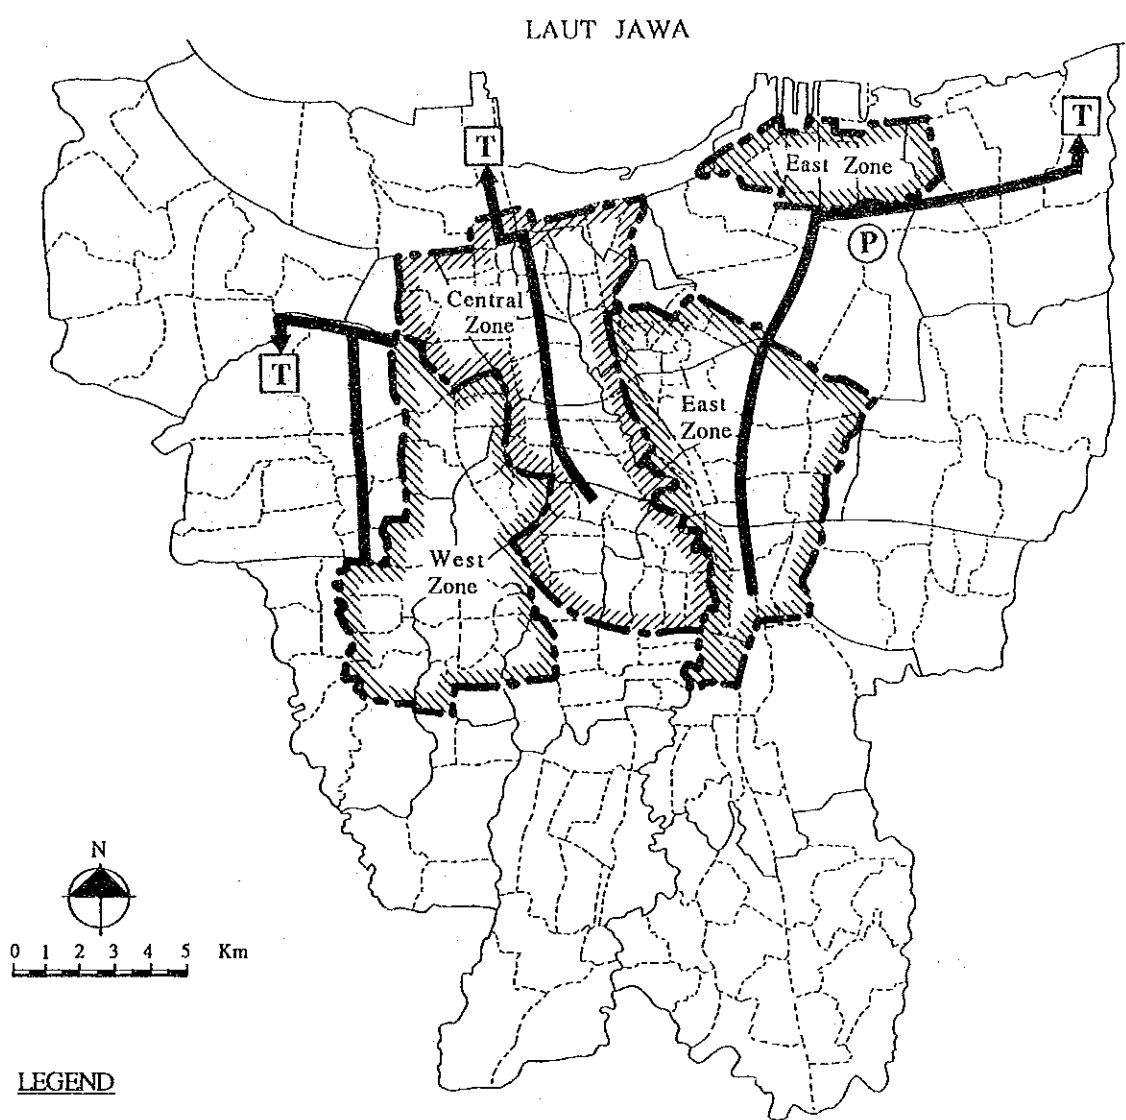 LAUT JAWA
T
T
East Zone
P
Central
Zone
T
East
Zone
West
Zone
N
0 1 2 3 4 5 Km
LEGEND